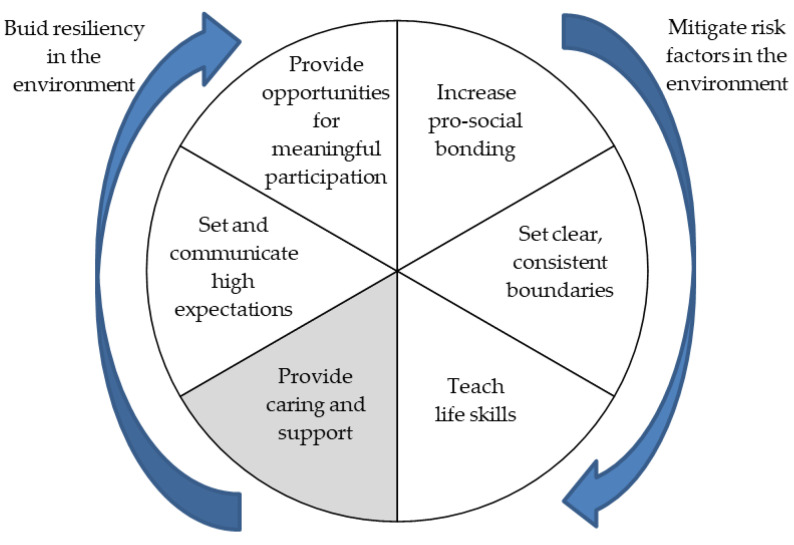 Buid resiliency
in the
environment
Mitigate risk
factors in the
environment
Provide
opportunities
for
meaningful
participation
Increase
pro-social
bonding
Set and
communicate
high
expectations
Set clear,
consistent
boundaries
Provide
caring and
support
Teach
life skills